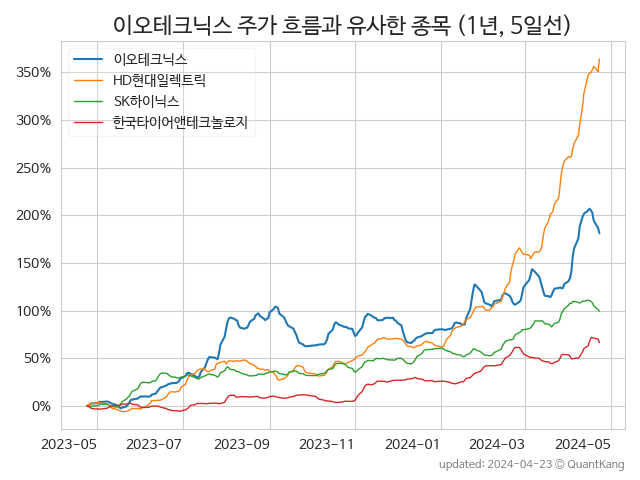 이오테크닉스 주가 흐름과 유사한 종목 (1년, 5일선)
350%
300%
250%
200%
150%
100%
50%
0%
이오테크닉스
HD현대일렉트릭
SK하이닉스
한국타이어앤테크놀로지
2023-05 2023-07 2023-09 2023-11 2024-01 2024-03 2024-05
updated: 2024-04-23 © QuantKang